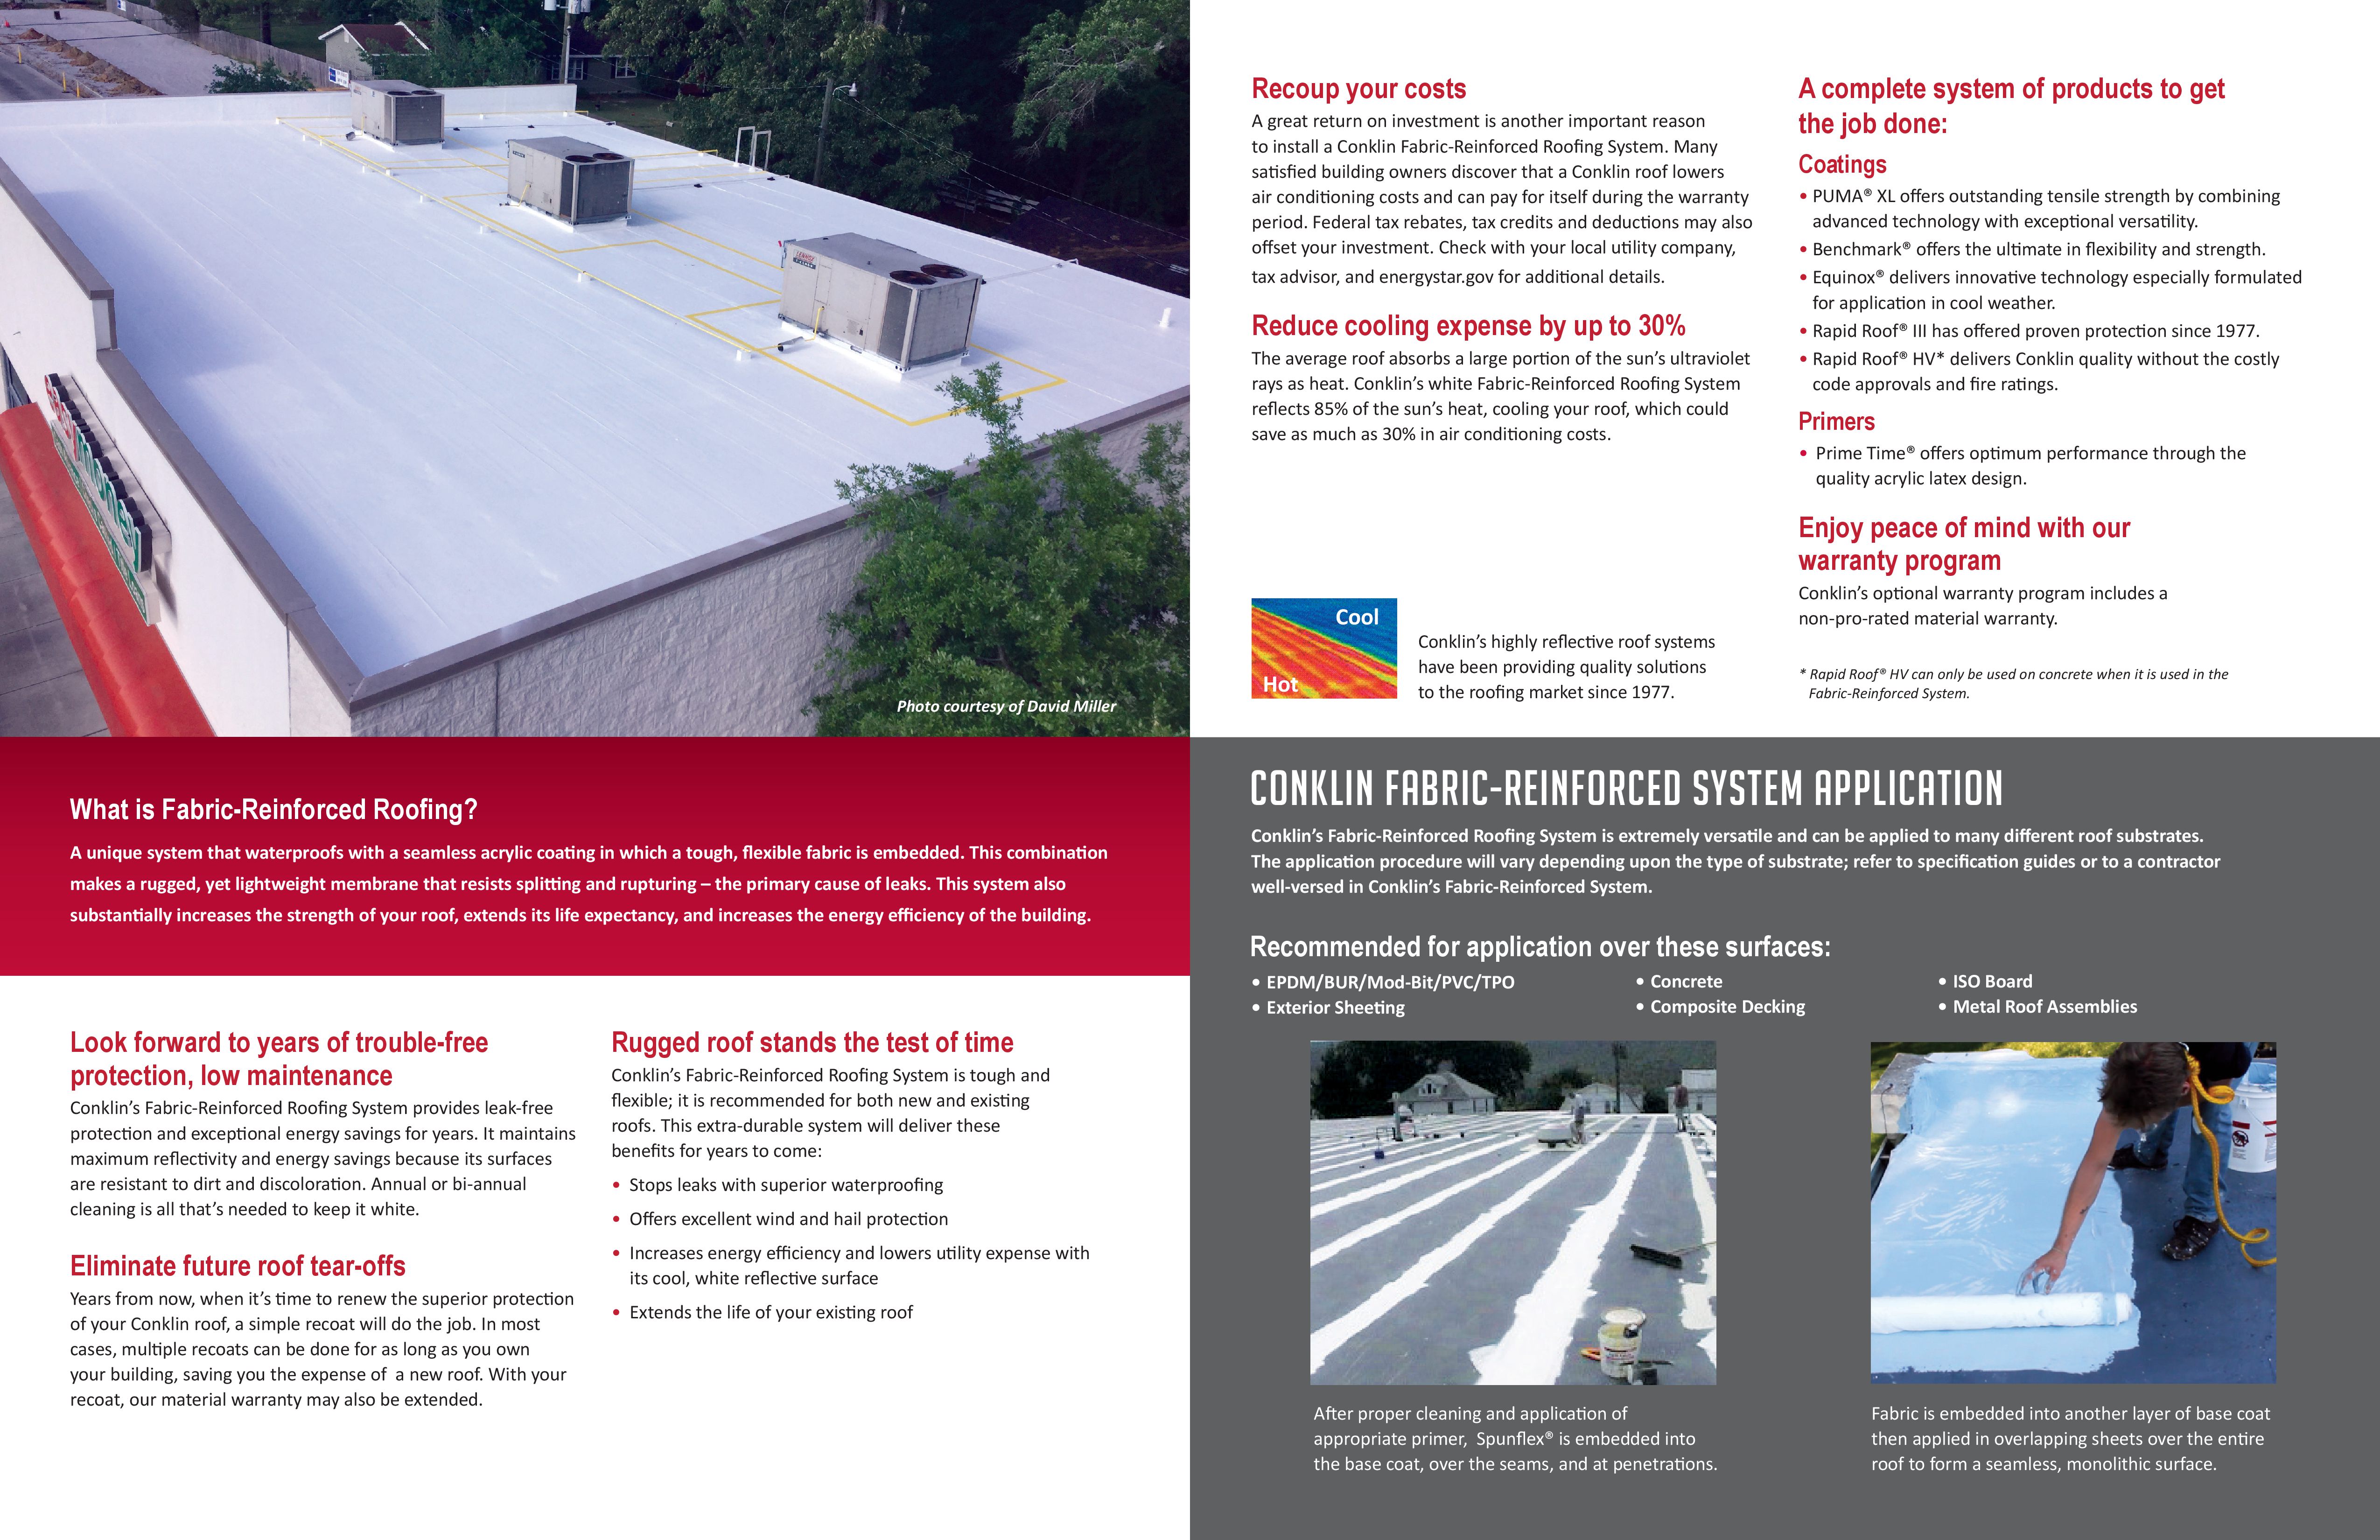 Photo courtesy of David Miller
What is Fabric-Reinforced Roofing?
A unique system that waterproofs with a seamless acrylic coating in which a tough, flexible fabric is embedded. This combination
makes a rugged, yet lightweight membrane that resists splitting and rupturing – the primary cause of leaks. This system also
substantially increases the strength of your roof, extends its life expectancy, and increases the energy efficiency of the building.
Look forward to years of trouble-free
protection, low maintenance
Conklin's Fabric-Reinforced Roofing System provides leak-free
protection and exceptional energy savings for years. It maintains
maximum reflectivity and energy savings because its surfaces
are resistant to dirt and discoloration. Annual or bi-annual
cleaning is all that's needed to keep it white.
Eliminate future roof tear-offs
Years from now, when it's time to renew the superior protection
of your Conklin roof, a simple recoat will do the job. In most
cases, multiple recoats can be done for as long as you own
your building, saving you the expense of  a new roof. With your
recoat, our material warranty may also be extended.
Rugged roof stands the test of time
Conklin's Fabric-Reinforced Roofing System is tough and
flexible; it is recommended for both new and existing
roofs. This extra-durable system will deliver these
benefits for years to come:
• Stops leaks with superior waterproofing
• Offers excellent wind and hail protection
• Increases energy efficiency and lowers utility expense with
its cool, white reflective surface
• Extends the life of your existing roof
Recoup your costs
A great return on investment is another important reason
to install a Conklin Fabric-Reinforced Roofing System. Many
satisfied building owners discover that a Conklin roof lowers
air conditioning costs and can pay for itself during the warranty
period. Federal tax rebates, tax credits and deductions may also
offset your investment. Check with your local utility company,
tax advisor, and energystar.gov for additional details.
Reduce cooling expense by up to 30%
The average roof absorbs a large portion of the sun's ultraviolet
rays as heat. Conklin's white Fabric-Reinforced Roofing System
reflects 85% of the sun's heat, cooling your roof, which could
save as much as 30% in air conditioning costs.
Cool
Hot
Conklin's highly reflective roof systems
have been providing quality solutions
to the roofing market since 1977.
A complete system of products to get
the job done:
Coatings
• PUMA® XL offers outstanding tensile strength by combining
advanced technology with exceptional versatility.
• Benchmark® offers the ultimate in flexibility and strength.
• Equinox® delivers innovative technology especially formulated
for application in cool weather.
• Rapid Roof® III has offered proven protection since 1977.
• Rapid Roof® HV* delivers Conklin quality without the costly
code approvals and fire ratings.
Primers
• Prime Time® offers optimum performance through the
quality acrylic latex design.
Enjoy peace of mind with our
warranty program
Conklin's optional warranty program includes a
non-pro-rated material warranty.
* Rapid Roof® HV can only be used on concrete when it is used in the
Fabric-Reinforced System.
CONKLIN FABRIC-REINFORCED SYSTEM APPLICATION
Conklin's Fabric-Reinforced Roofing System is extremely versatile and can be applied to many different roof substrates.
The application procedure will vary depending upon the type of substrate; refer to specification guides or to a contractor
well-versed in Conklin's Fabric-Reinforced System.
Recommended for application over these surfaces:
• EPDM/BUR/Mod-Bit/PVC/TPO
• Exterior Sheeting
• Concrete
• Composite Decking
• ISO Board
• Metal Roof Assemblies
After proper cleaning and application of
appropriate primer,  Spunflex® is embedded into
the base coat, over the seams, and at penetrations.
Fabric is embedded into another layer of base coat
then applied in overlapping sheets over the entire
roof to form a seamless, monolithic surface.